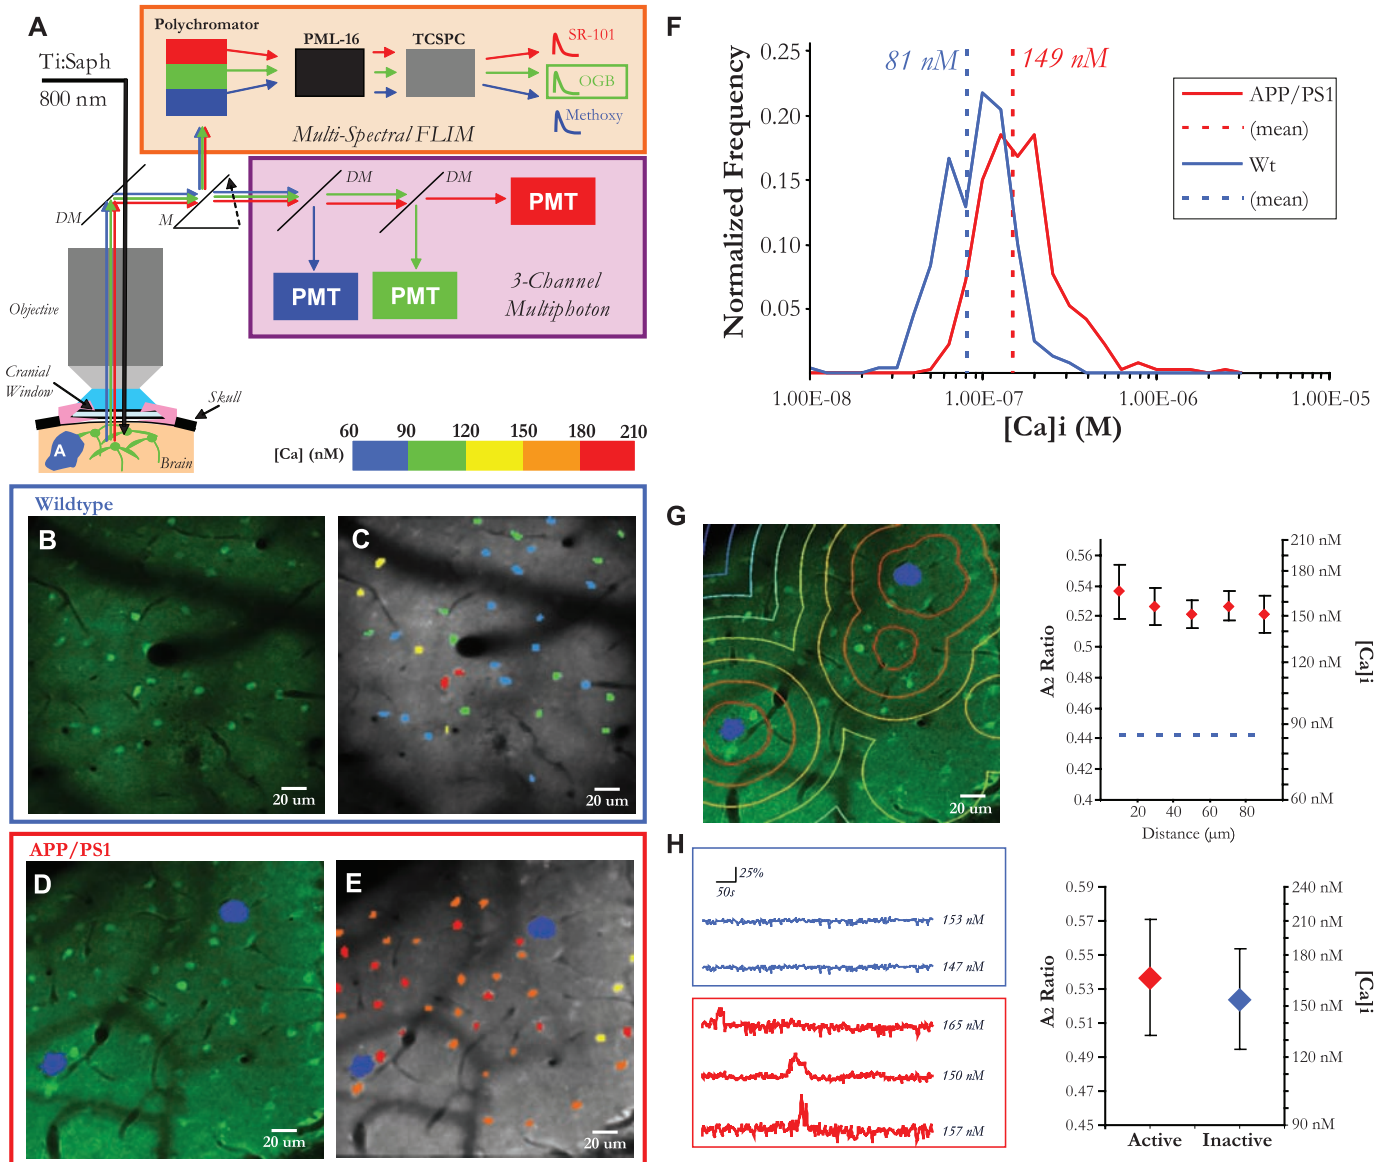 A
Ti:Saph
800 nm
Polychromator
PML-16
TCSPC
SR-101
OGB
Methoxy
Multi-Spectral FLIM
DM
M
DM
DM
PMT
PMT
PMT
3-Channel
Multiphoton
Objective
Cranial
Window
Skull
A
Brain
[Ca] (nM)
60 90 120 150 180 210
Wildtype
B
20 um
C
20 um
APP/PS1
D
20 um
E
20 um
F
Normalized Frequency
0.25
0.20
0.15
0.10
0.05
81 nM
149 nM
APP/PS1
(mean)
Wt
(mean)
1.00E-08 1.00E-07 1.00E-06 1.00E-05
[Ca]i (M)
G
20 um
A2 Ratio
0.56
0.54
0.52
0.5
0.48
0.46
0.44
0.42
0.4
210 nM
180 nM
150 nM
120 nM
90 nM
60 nM
[Ca]i
20 40 60 80
Distance (µm)
H
25%
50s
153 nM
147 nM
165 nM
150 nM
157 nM
A2 Ratio
0.59
0.57
0.55
0.53
0.51
0.49
0.47
0.45
240 nM
210 nM
180 nM
150 nM
120 nM
90 nM
[Ca]i
Active Inactive